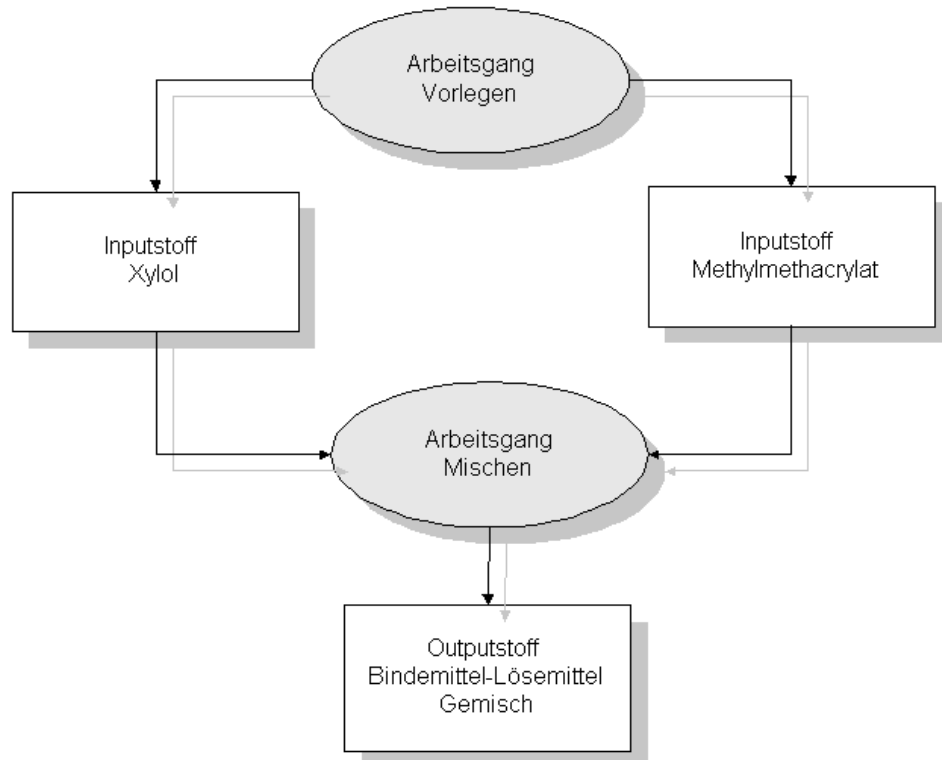 Arbeitsgang
Vorlegen
Inputstoff
Xylol
Inputstoff
Methylmethacrylat
Arbeitsgang
Mischen
Outputstoff
Bindemittel-Lösemittel
Gemisch